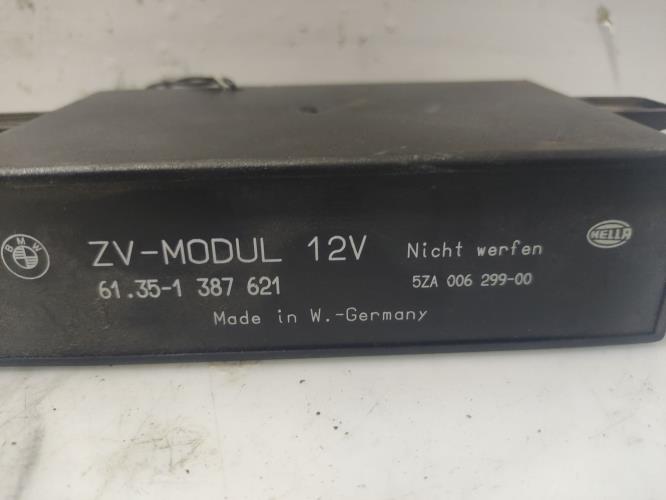 BMW
ZV-MODUL 12V Nicht werfen HELLA
61.35-1 387 621 5ZA 006 299-00
Made in W.-Germany